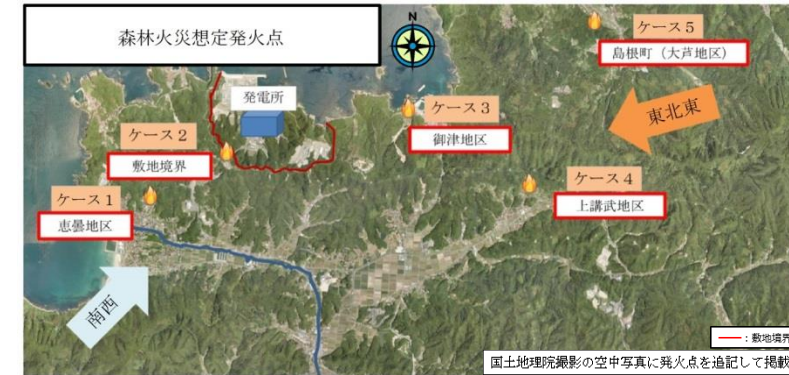 森林火災想定発火点
N
ケース5
島根町（大芦地区）
発電所
ケース3
東北東
ケース2
御津地区
敷地境界
ケース4
ケース1
上講武地区
恵曇地区
南西
：敷地境界
国土地理院撮影の空中写真に発火点を追記して掲載